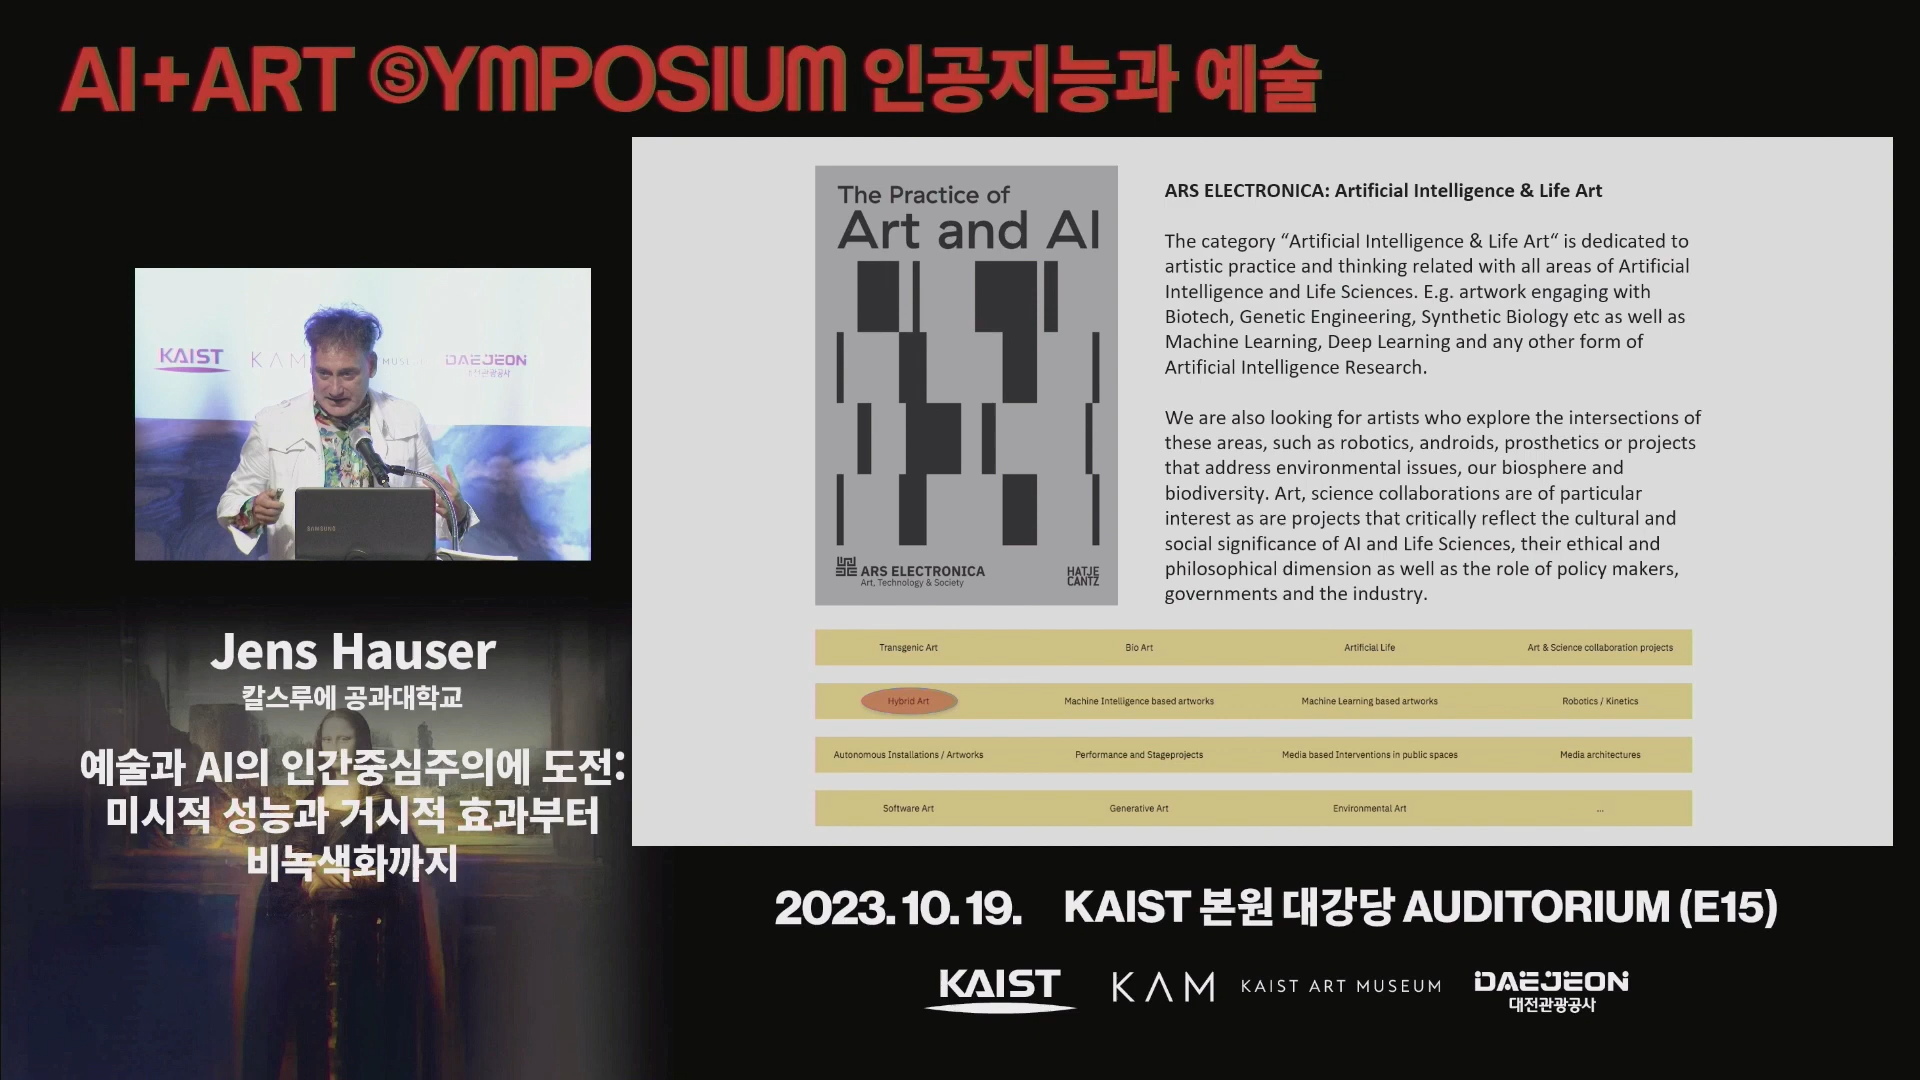 AI+ART SYMPOSIUM 인공지능과 예술
KAIST
KAM
MUS
DAEJEON
SAMSUNG
Jens Hauser
칼스루에 공과대학교
예술과 AI의 인간중심주의에 도전:
미시적 성능과 거시적 효과부터
비녹색화까지
The Practice of
Art and AI
ARS ELECTRONICA
Art, Technology & Society
HATJE
CANTZ
ARS ELECTRONICA: Artificial Intelligence & Life Art
The category “Artificial Intelligence & Life Art“ is dedicated to
artistic practice and thinking related with all areas of Artificial
Intelligence and Life Sciences. E.g. artwork engaging with
Biotech, Genetic Engineering, Synthetic Biology etc as well as
Machine Learning, Deep Learning and any other form of
Artificial Intelligence Research.
We are also looking for artists who explore the intersections of
these areas, such as robotics, androids, prosthetics or projects
that address environmental issues, our biosphere and
biodiversity. Art, science collaborations are of particular
interest as are projects that critically reflect the cultural and
social significance of AI and Life Sciences, their ethical and
philosophical dimension as well as the role of policy makers,
governments and the industry.
Transgenic Art Bio Art Artificial Life Art & Science collaboration projects
Hybrid Art Machine Intelligence based artworks Machine Learning based artworks Robotics / Kinetics
Autonomous Installations / Artworks Performance and Stageprojects Media based Interventions in public spaces Media architectures
Software Art Generative Art Environmental Art ...
2023.10.19. KAIST 본원 대강당 AUDITORIUM (E15)
KAIST
KAM KAIST ART MUSEUM
DAEJEON
대전관광공사